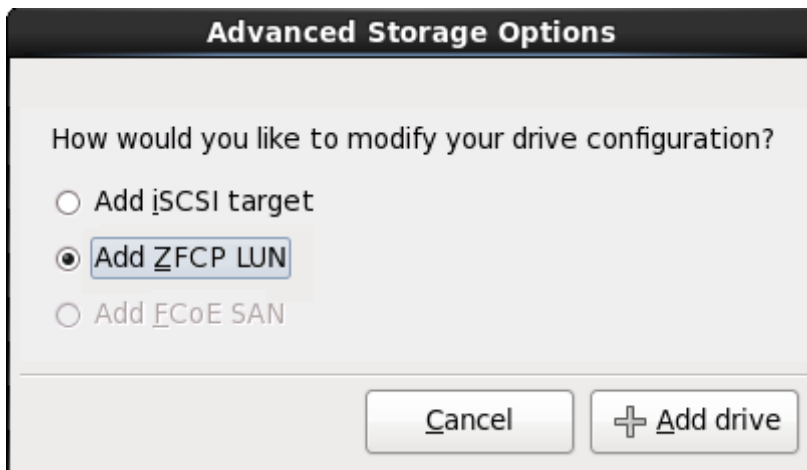 Advanced Storage Options
How would you like to modify your drive configuration?
Add iSCSI target
Add ZFCP LUN
Add FCoE SAN
Cancel
Add drive